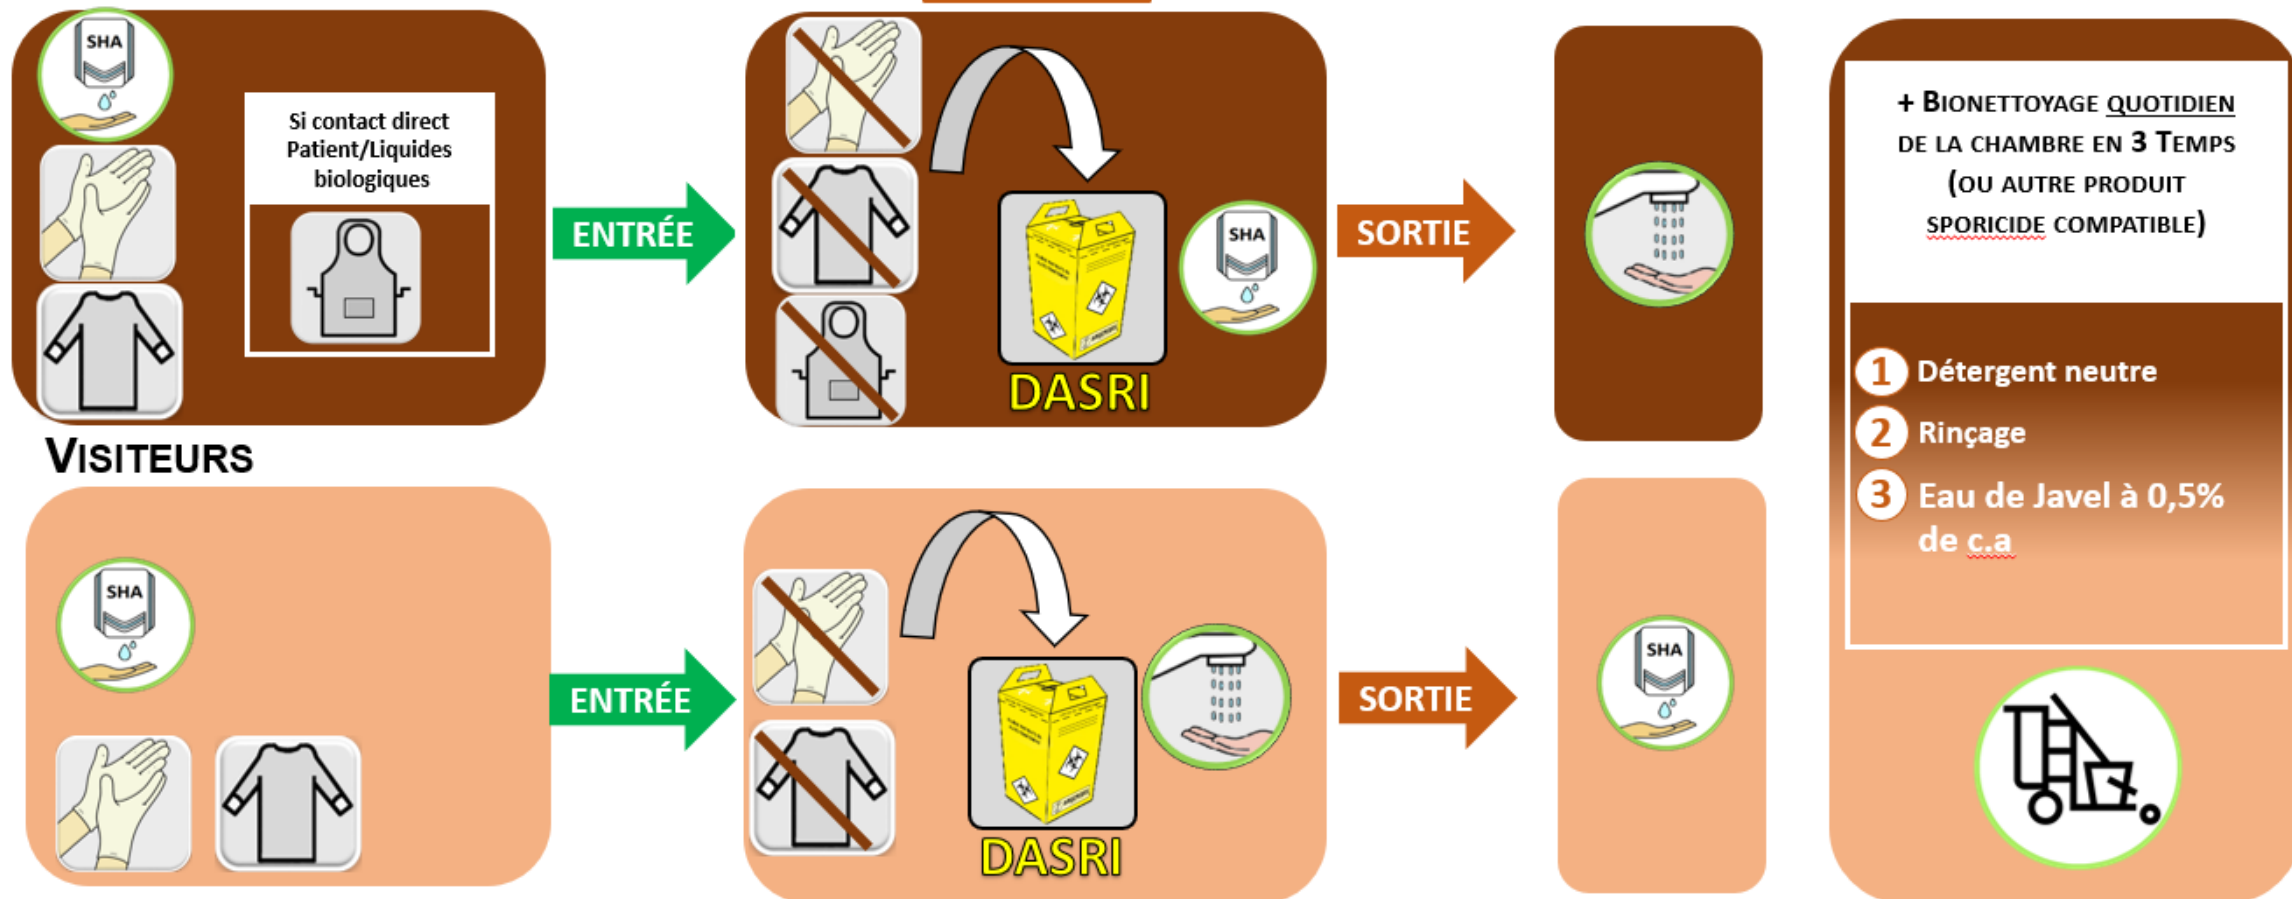 SHA
Si contact direct
Patient/Liquides
biologiques
ENTRÉE
DASRI
SHA
SORTIE
+ BIONETTOYAGE QUOTIDIEN
DE LA CHAMBRE EN 3 TEMPS
(OU AUTRE PRODUIT
SPORICIDE COMPATIBLE)
1 Détergent neutre
2 Rinçage
3 Eau de Javel à 0,5%
de c.a
VISITEURS
SHA
ENTRÉE
DASRI
SORTIE
SHA